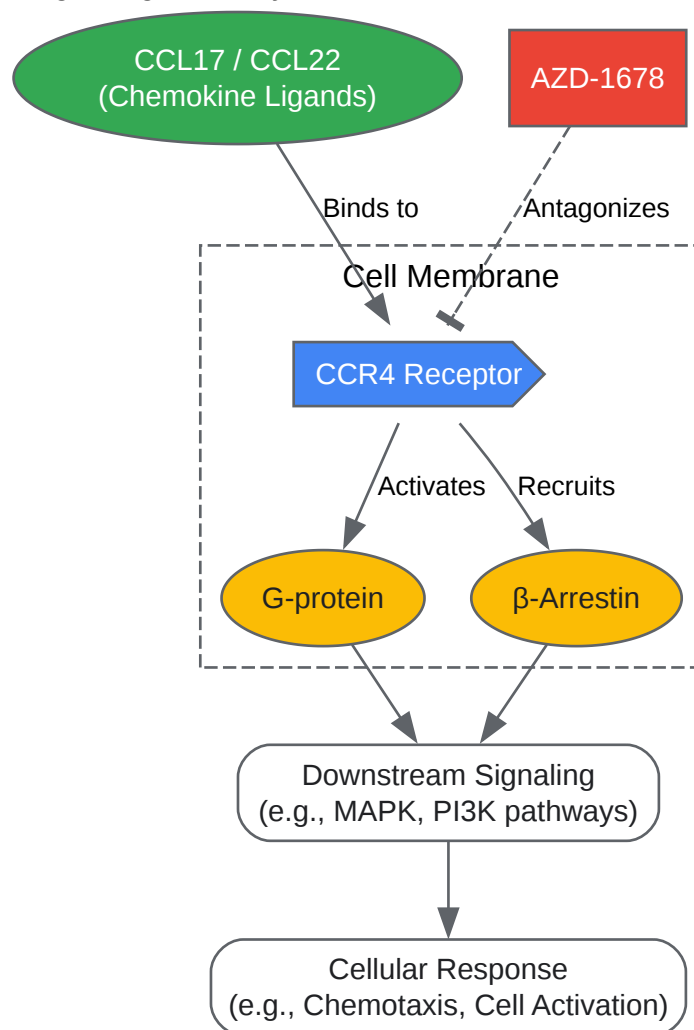 CCL17 / CCL22
(Chemokine Ligands)
AZD-1678
Binds to
Antagonizes
Cell Membrane
CCR4 Receptor
Activates
Recruits
G-protein
β-Arrestin
Downstream Signaling
(e.g., MAPK, PI3K pathways)
Cellular Response
(e.g., Chemotaxis, Cell Activation)